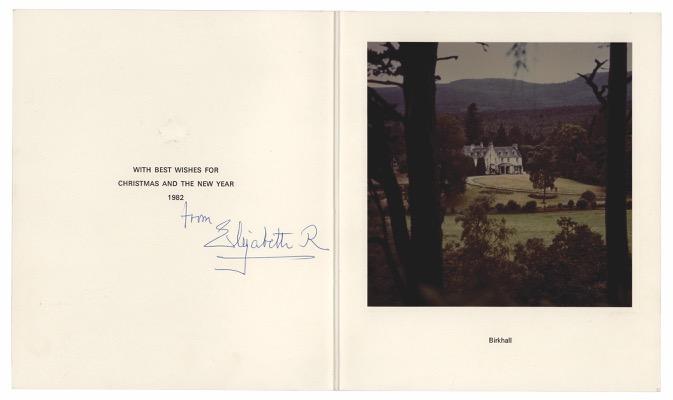 WITH BEST WISHES FOR
CHRISTMAS AND THE NEW YEAR
1982
from
Elizabeth R
Birkhall